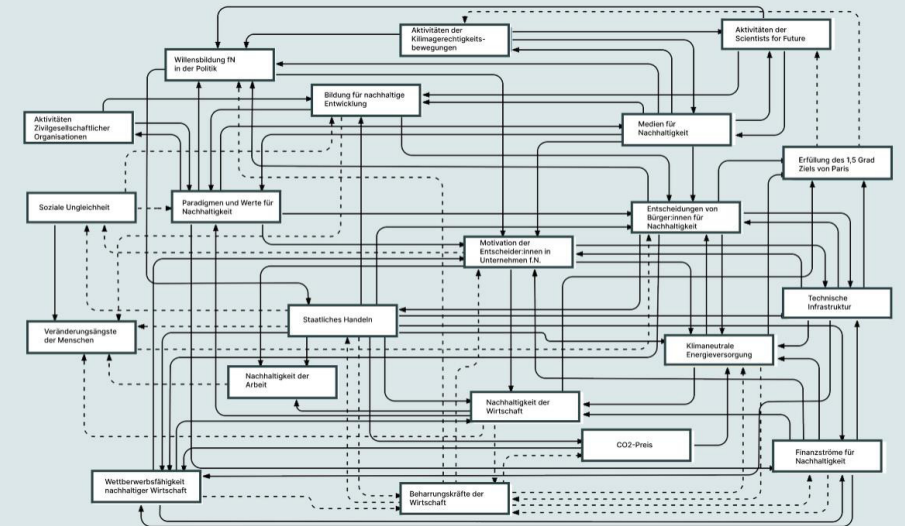 Aktivitäten der
Klimagerechtigkeits-
bewegungen
Aktivitäten der
Scientists for Future
Willensbildung fN
in der Politik
Bildung für nachhaltige
Entwicklung
Aktivitäten
Zivilgesellschaftlicher
Organisationen
Medien für
Nachhaltigkeit
Erfüllung des 1,5 Grad
Ziels von Paris
Soziale Ungleichheit
Paradigmen und Werte für
Nachhaltigkeit
Entscheidungen von
Bürger:innen für
Nachhaltigkeit
Motivation der
Entscheider:innen in
Unternehmen f.N.
Technische
Infrastruktur
Staatliches Handeln
Veränderungsängste
der Menschen
Klimaneutrale
Energieversorgung
Nachhaltigkeit der
Arbeit
Nachhaltigkeit der
Wirtschaft
CO2-Preis
Finanzströme für
Nachhaltigkeit
Wettberwerbsfähigkeit
nachhaltiger Wirtschaft
Beharrungskräfte der
Wirtschaft